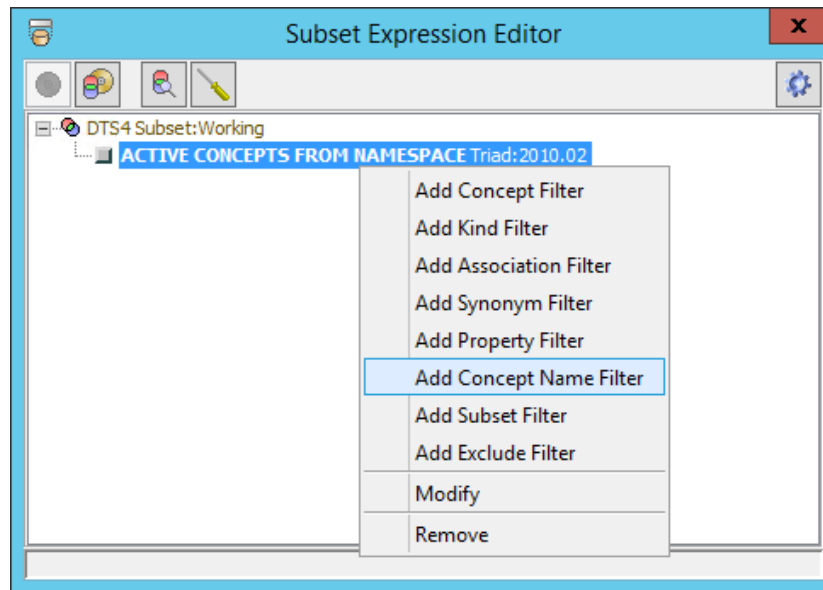 Subset Expression Editor
x
DTS4 Subset:Working
ACTIVE CONCEPTS FROM NAMESPACE Triad:2010.02
Add Concept Filter
Add Kind Filter
Add Association Filter
Add Synonym Filter
Add Property Filter
Add Concept Name Filter
Add Subset Filter
Add Exclude Filter
Modify
Remove